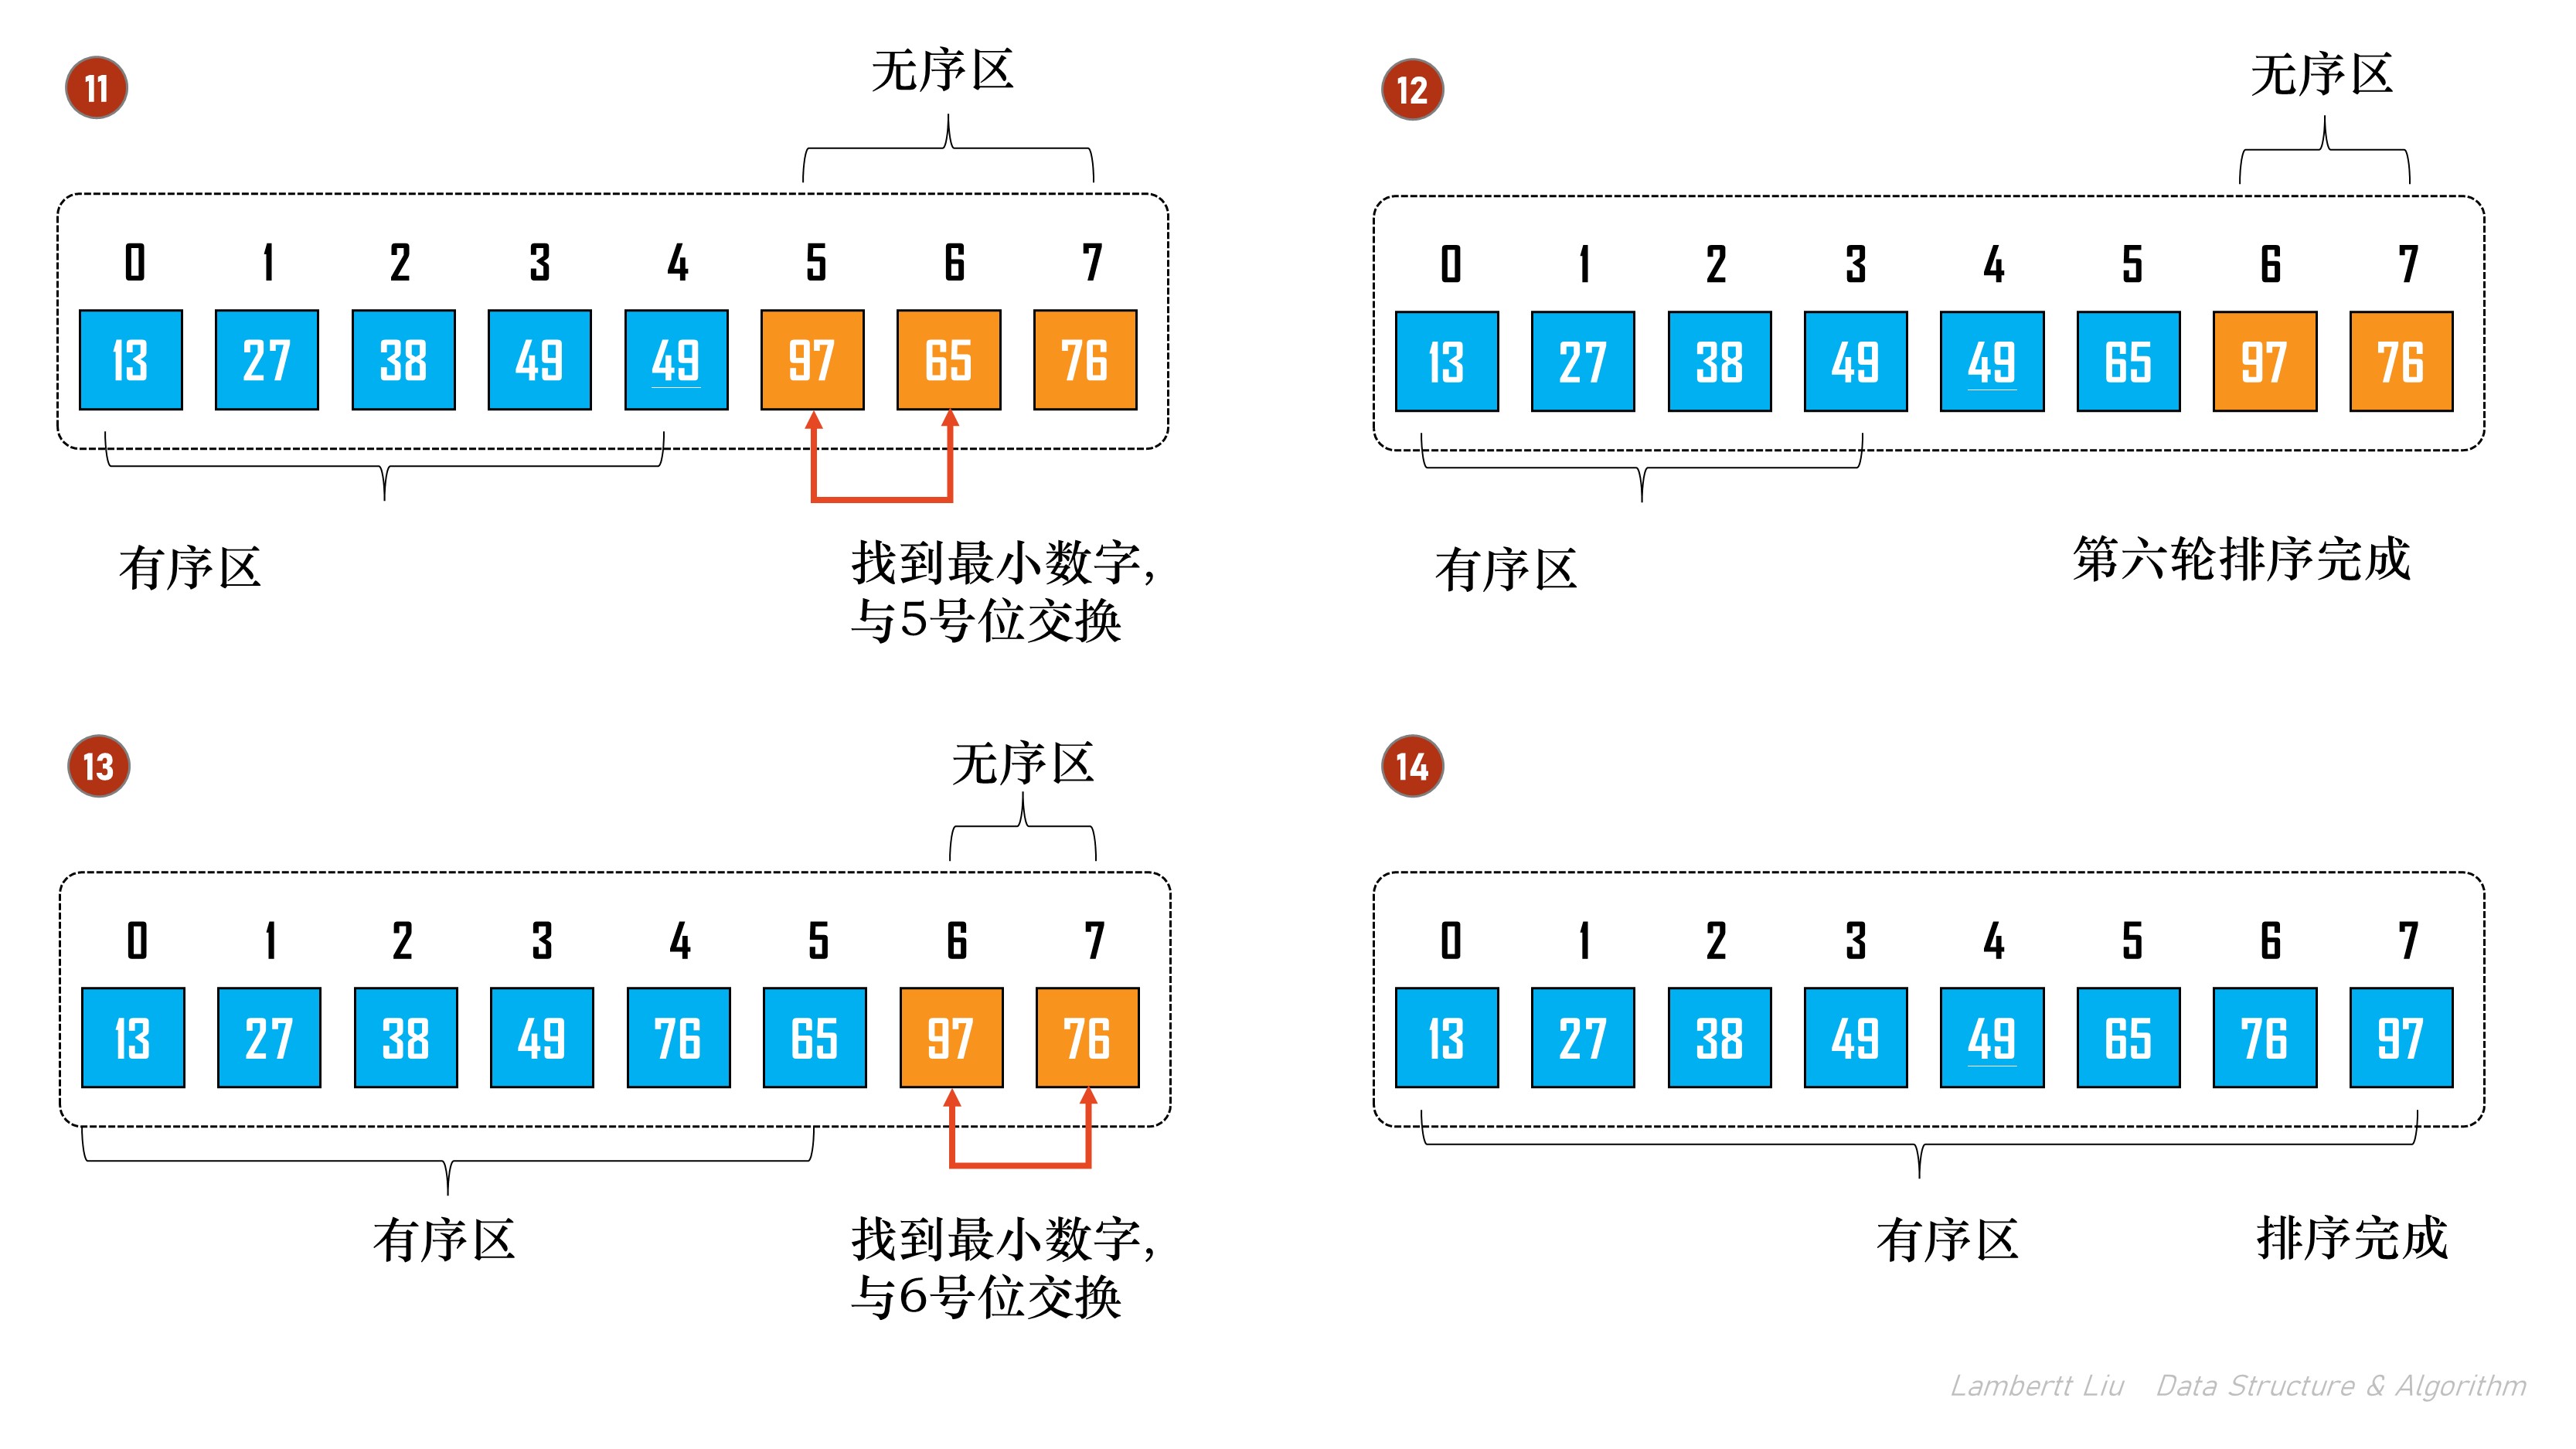 11
无序区
0 1 2 3 4 5 6 7
13 27 38 49 49 97 65 76
有序区
找到最小数字,
与5号位交换
12
无序区
0 1 2 3 4 5 6 7
13 27 38 49 49 65 97 76
有序区
第六轮排序完成
13
无序区
0 1 2 3 4 5 6 7
13 27 38 49 76 65 97 76
有序区
找到最小数字,
与6号位交换
14
0 1 2 3 4 5 6 7
13 27 38 49 49 65 76 97
有序区
排序完成
Lambertt Liu Data Structure & Algorithm